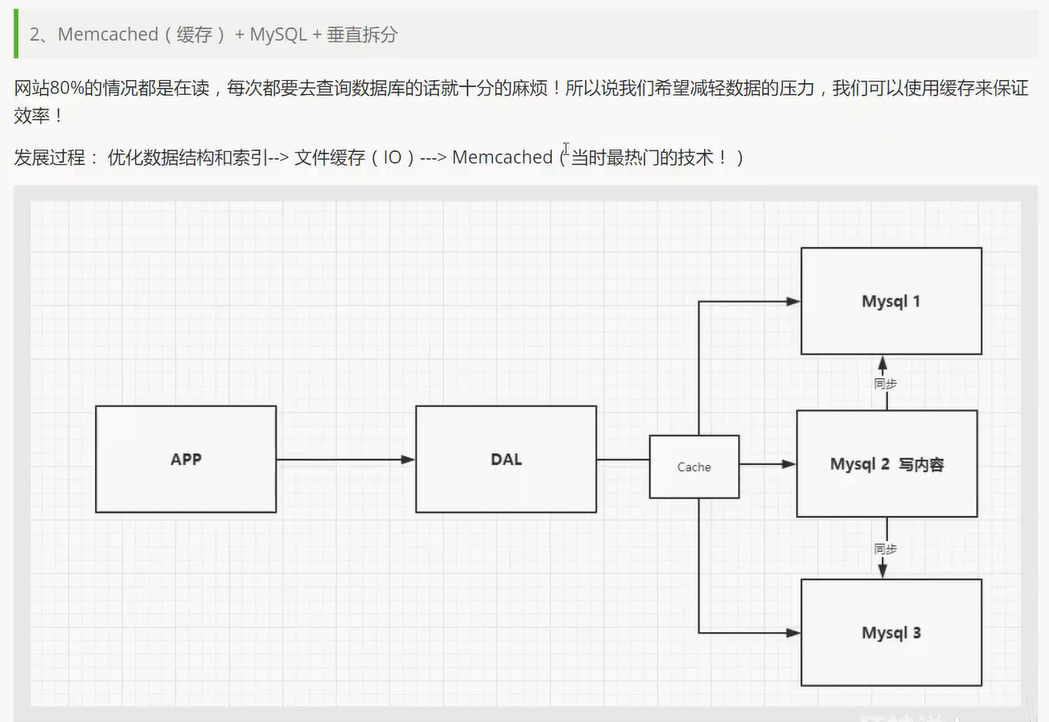 2、Memcached（缓存） + MySQL + 垂直拆分
网站80%的情况都是在读，每次都要去查询数据库的话就十分的麻烦！所以说我们希望减轻数据的压力，我们可以使用缓存来保证
效率！
发展过程： 优化数据结构和索引--> 文件缓存（IO）---> Memcached（当时最热门的技术！）
Mysql 1
同步
APP
DAL
Cache
Mysql 2 写内容
同步
Mysql 3